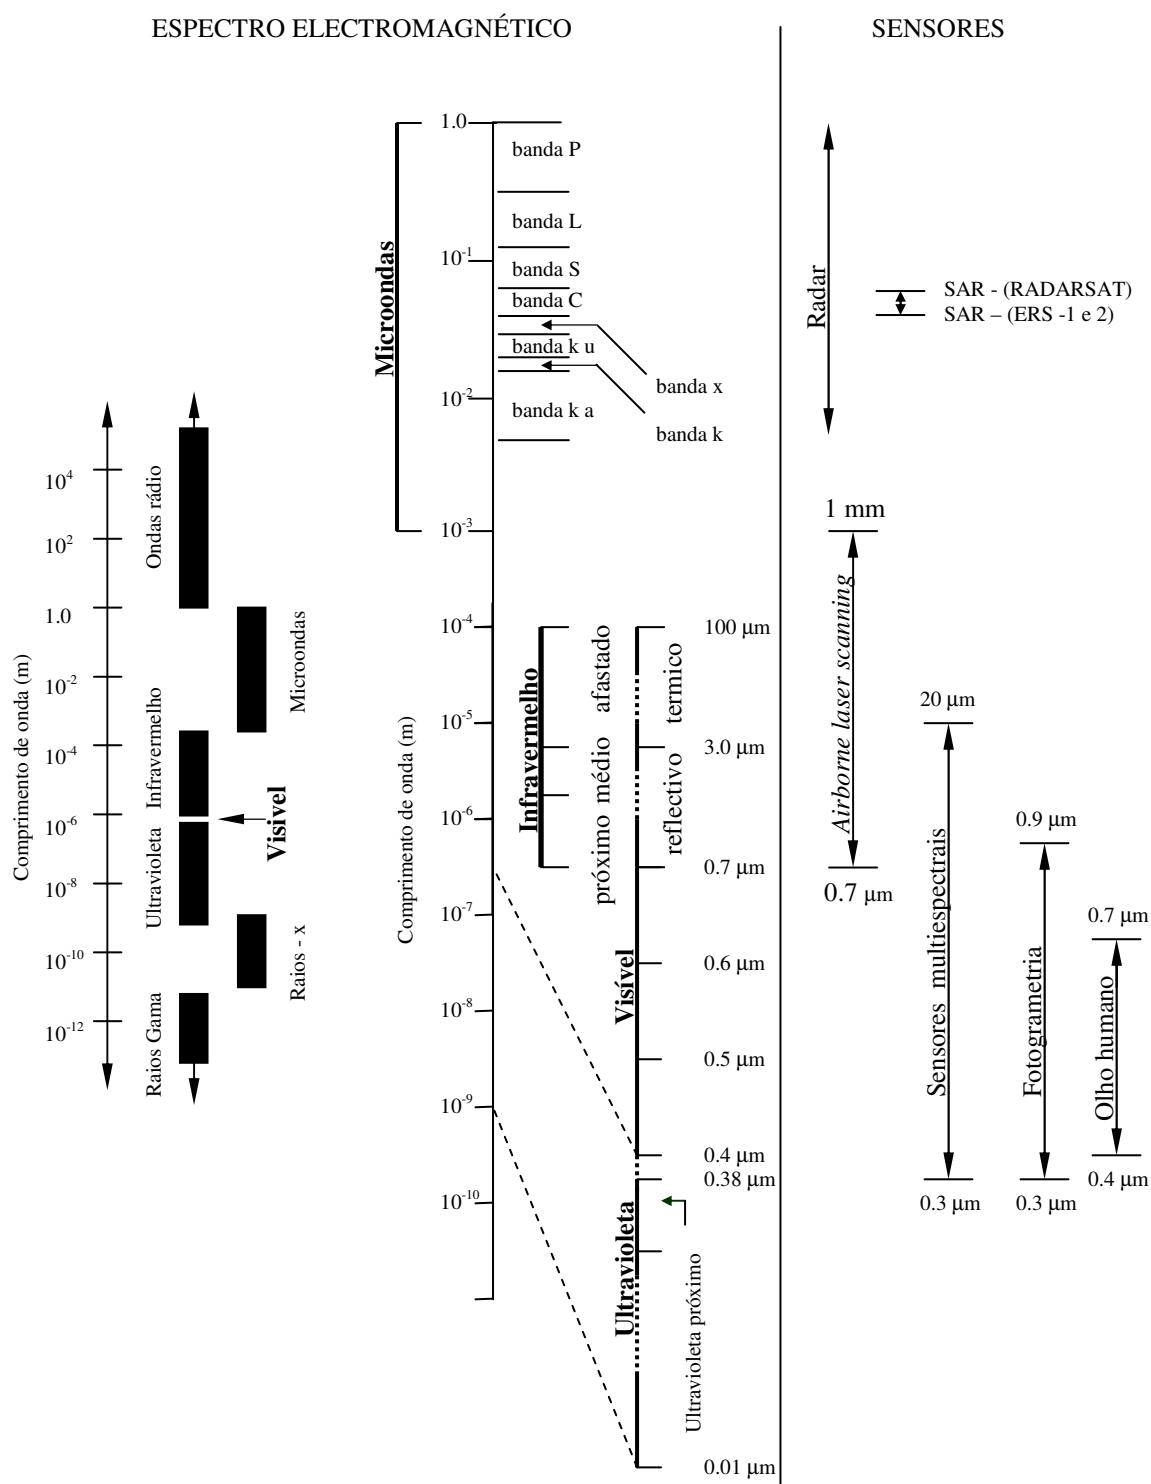 ESPECTRO ELECTROMAGNÉTICO
SENSORES
Comprimento de onda (m)
10⁴
10²
1.0
10⁻²
10⁻⁴
10⁻⁶
10⁻⁸
10⁻¹⁰
10⁻¹²
Ondas rádio
Microondas
Infravermelho
Visivel
Ultravioleta
Raios - x
Raios Gama
Microondas
1.0
10⁻¹
10⁻²
10⁻³
banda P
banda L
banda S
banda C
banda k u
banda k a
banda x
banda k
Comprimento de onda (m)
10⁻⁴
10⁻⁵
10⁻⁶
10⁻⁷
10⁻⁸
10⁻⁹
10⁻¹⁰
Infravermelho
próximo médio afastado
reflectivo
termico
Visível
Ultravioleta
Ultravioleta próximo
100 µm
3.0 µm
0.7 µm
0.6 µm
0.5 µm
0.4 µm
0.38 µm
0.01 µm
Radar
SAR - (RADARSAT)
SAR – (ERS -1 e 2)
1 mm
Airborne laser scanning
0.7 µm
20 µm
Sensores multiespectrais
0.3 µm
0.9 µm
Fotogrametria
0.3 µm
0.7 µm
Olho humano
0.4 µm